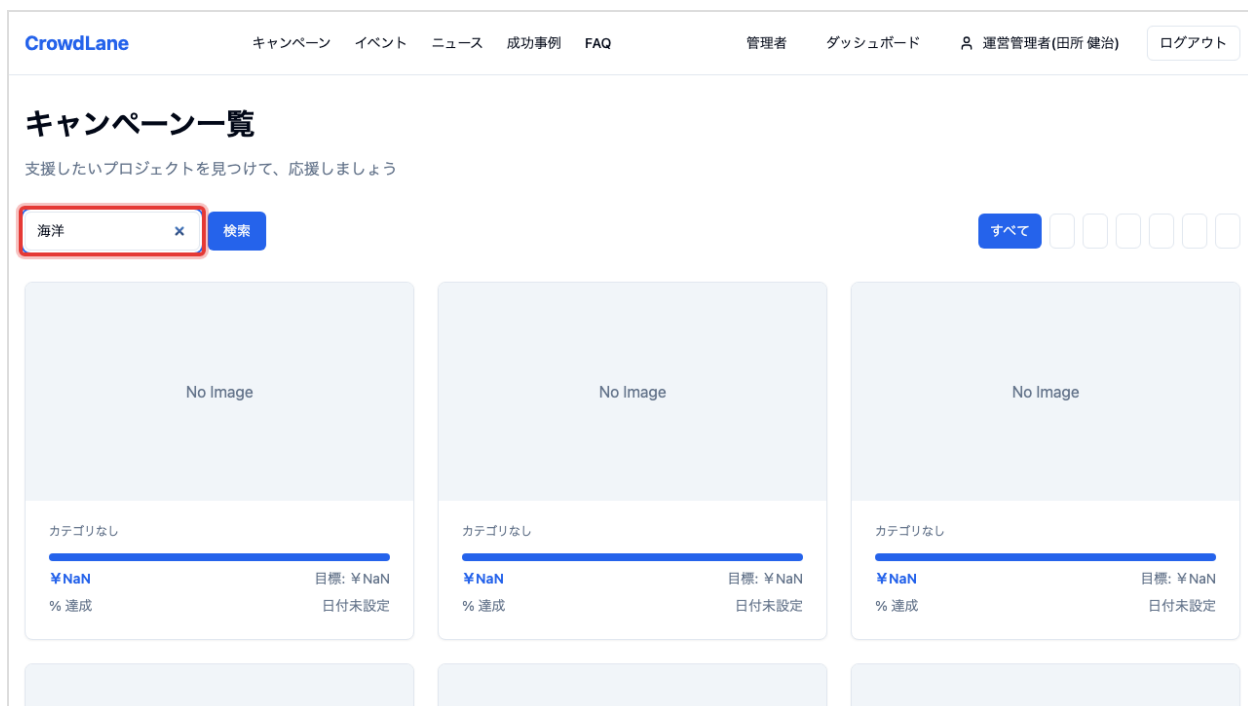 CrowdLane キャンペーン イベント ニュース 成功事例 FAQ 管理者 ダッシュボード 運営管理者(田所 健治) ログアウト
キャンペーン一覧
支援したいプロジェクトを見つけて、応援しましょう
海洋 × 検索 すべて
No Image No Image No Image
カテゴリなし カテゴリなし カテゴリなし
¥NaN 目標: ¥NaN ¥NaN 目標: ¥NaN ¥NaN 目標: ¥NaN
% 達成 日付未設定 % 達成 日付未設定 % 達成 日付未設定